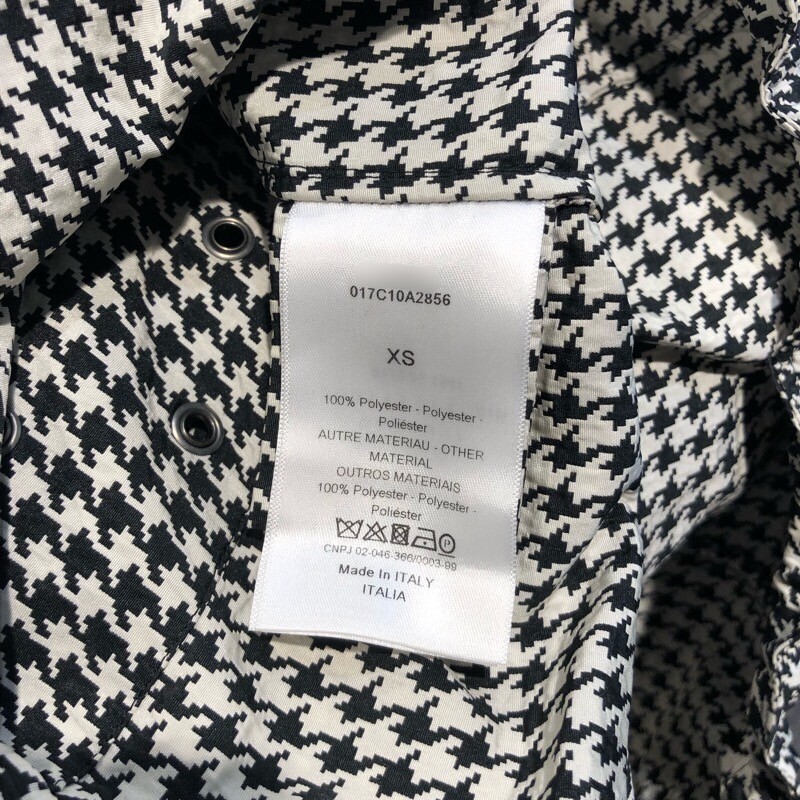 017C10A2856
XS
100% Polyester - Polyester -
Poliéster
AUTRE MATERIAU - OTHER
MATERIAL
OUTROS MATERIAIS
100% Polyester - Polyester -
Poliéster
CNPJ 02-046-366/0003-99
Made in ITALY
ITALIA